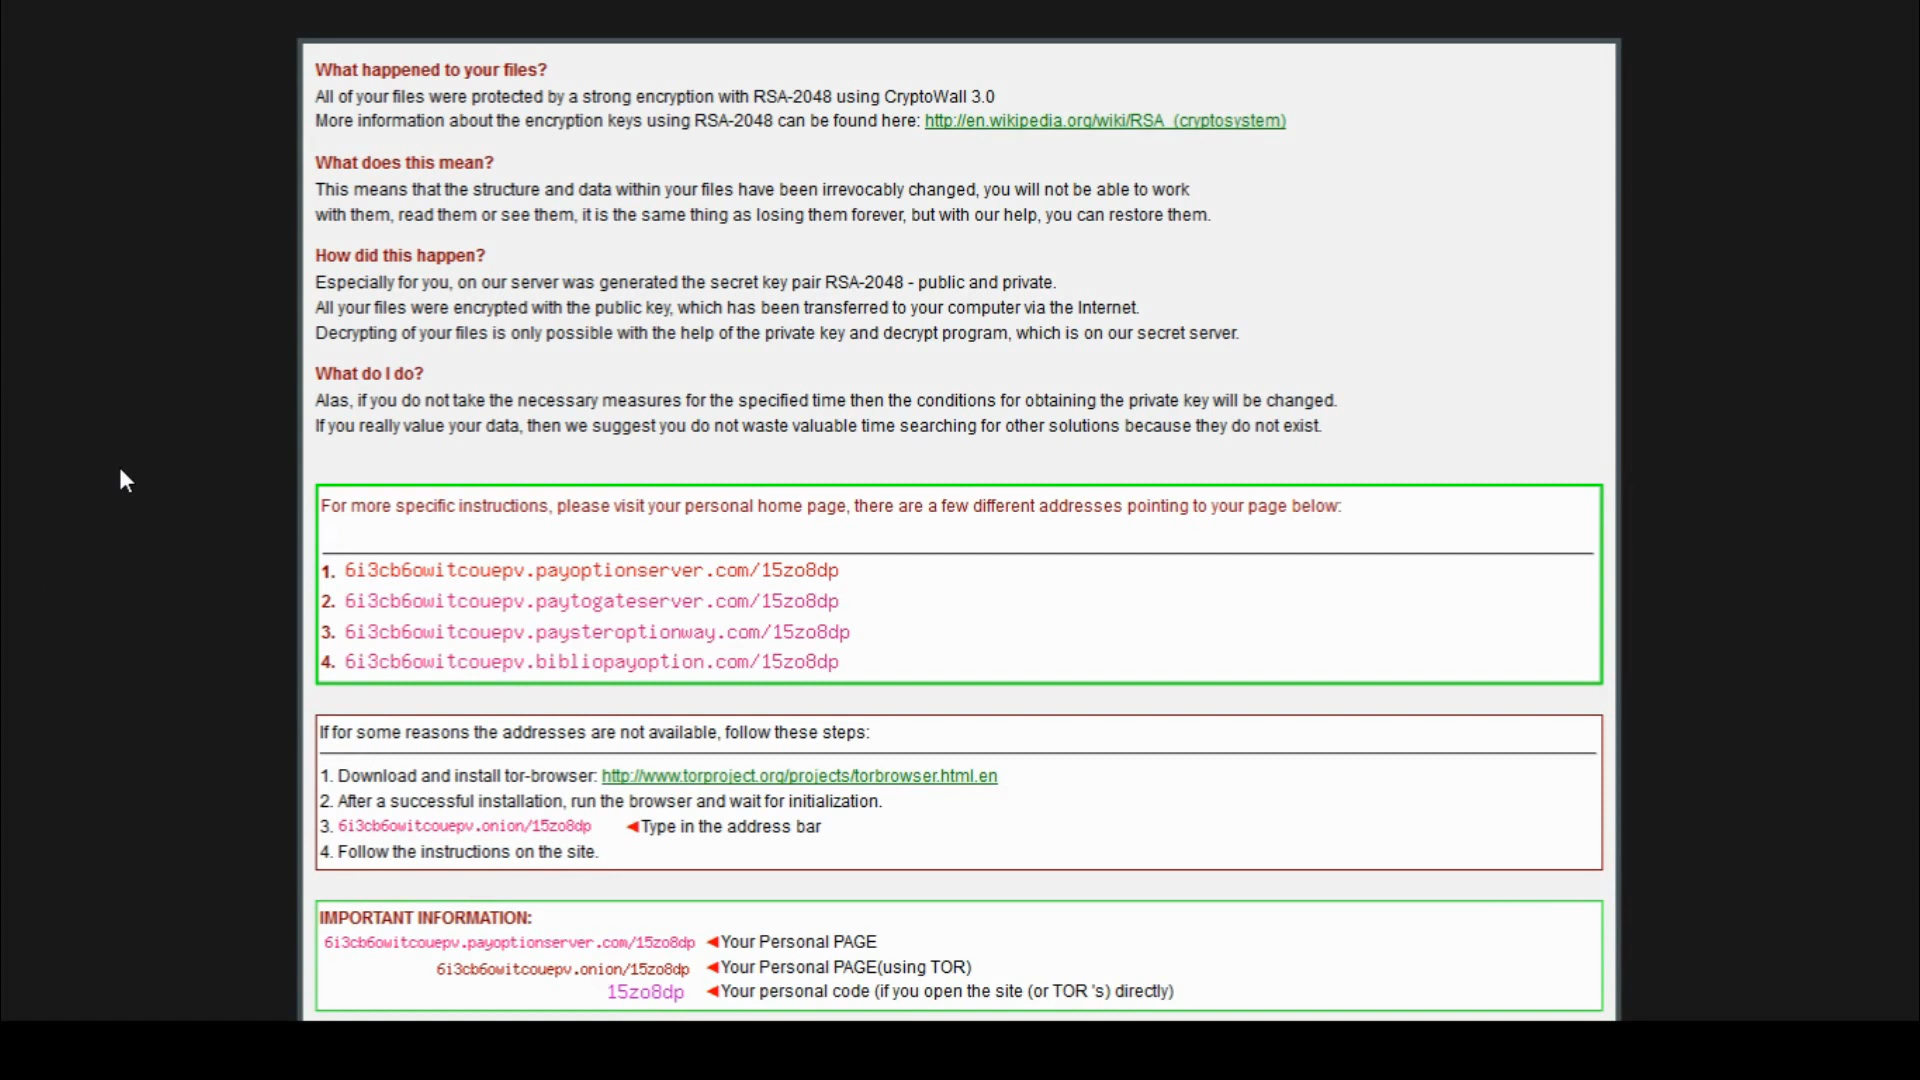 What happened to your files?
All of your files were protected by a strong encryption with RSA-2048 using CryptoWall 3.0
More information about the encryption keys using RSA-2048 can be found here: http://en.wikipedia.org/wiki/RSA_(cryptosystem)
What does this mean?
This means that the structure and data within your files have been irrevocably changed, you will not be able to work
with them, read them or see them, it is the same thing as losing them forever, but with our help, you can restore them.
How did this happen?
Especially for you, on our server was generated the secret key pair RSA-2048 - public and private.
All your files were encrypted with the public key, which has been transferred to your computer via the Internet.
Decrypting of your files is only possible with the help of the private key and decrypt program, which is on our secret server.
What do I do?
Alas, if you do not take the necessary measures for the specified time then the conditions for obtaining the private key will be changed.
If you really value your data, then we suggest you do not waste valuable time searching for other solutions because they do not exist.
For more specific instructions, please visit your personal home page, there are a few different addresses pointing to your page below:
1. 6i3cb6owitcouepv.payoptionserver.com/15zo8dp
2. 6i3cb6owitcouepv.paytogateserver.com/15zo8dp
3. 6i3cb6owitcouepv.paysteroptionway.com/15zo8dp
4. 6i3cb6owitcouepv.bibliopayoption.com/15zo8dp
If for some reasons the addresses are not available, follow these steps:
1. Download and install tor-browser: http://www.torproject.org/projects/torbrowser.html.en
2. After a successful installation, run the browser and wait for initialization.
3. 6i3cb6owitcouepv.onion/15zo8dp ◄Type in the address bar
4. Follow the instructions on the site.
IMPORTANT INFORMATION:
6i3cb6owitcouepv.payoptionserver.com/15zo8dp ◄Your Personal PAGE
6i3cb6owitcouepv.onion/15zo8dp ◄Your Personal PAGE(using TOR)
15zo8dp ◄Your personal code (if you open the site (or TOR 's) directly)